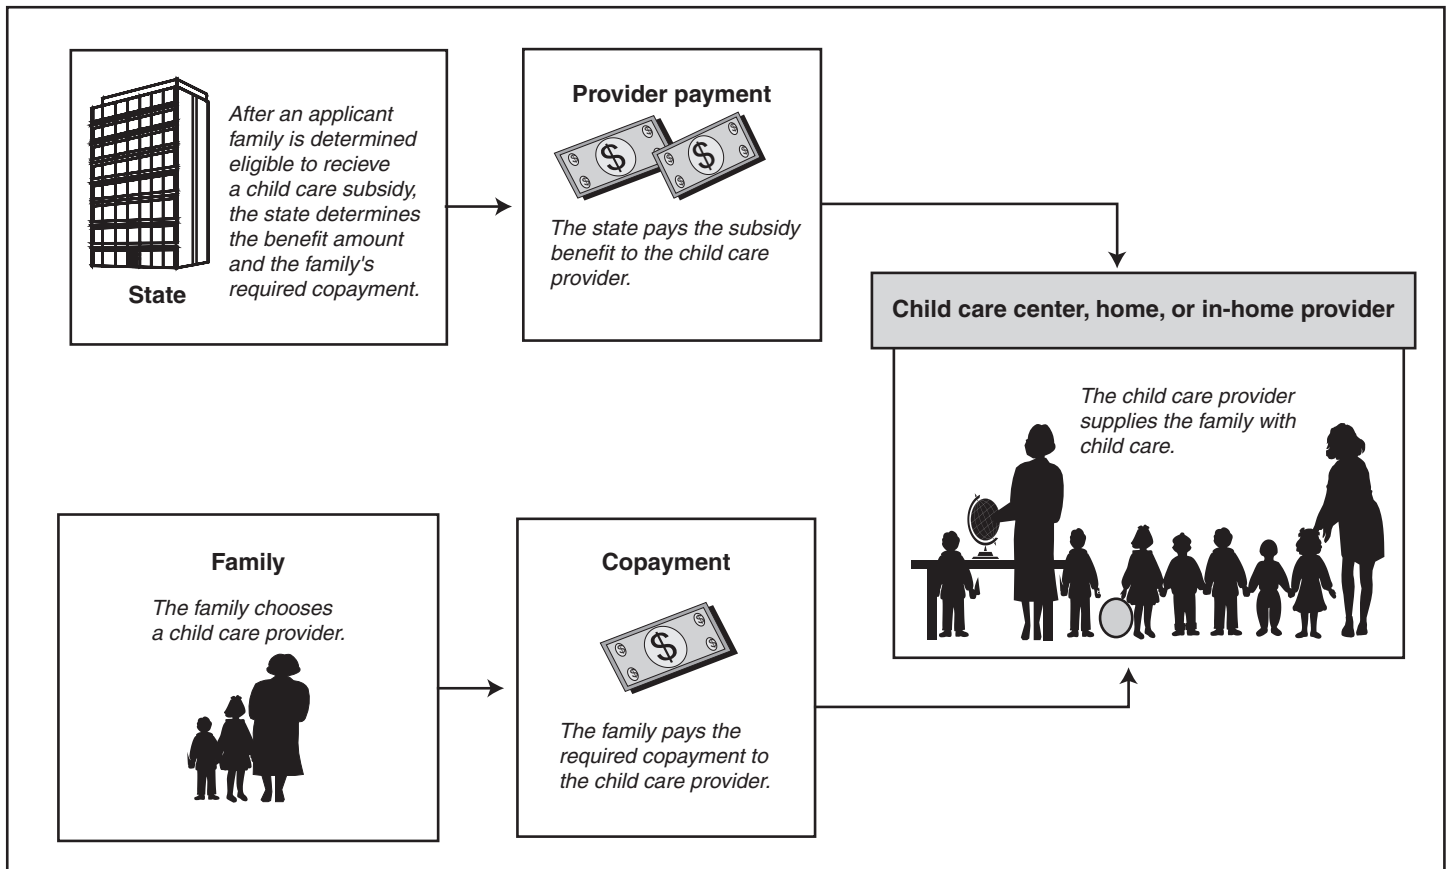 After an applicant
family is determined
eligible to recieve
a child care subsidy,
the state determines
the benefit amount
and the family's
required copayment.
State
Provider payment
$ $
The state pays the subsidy
benefit to the child care
provider.
Child care center, home, or in-home provider
The child care provider
supplies the family with
child care.
Family
The family chooses
a child care provider.
Copayment
$
The family pays the
required copayment to
the child care provider.